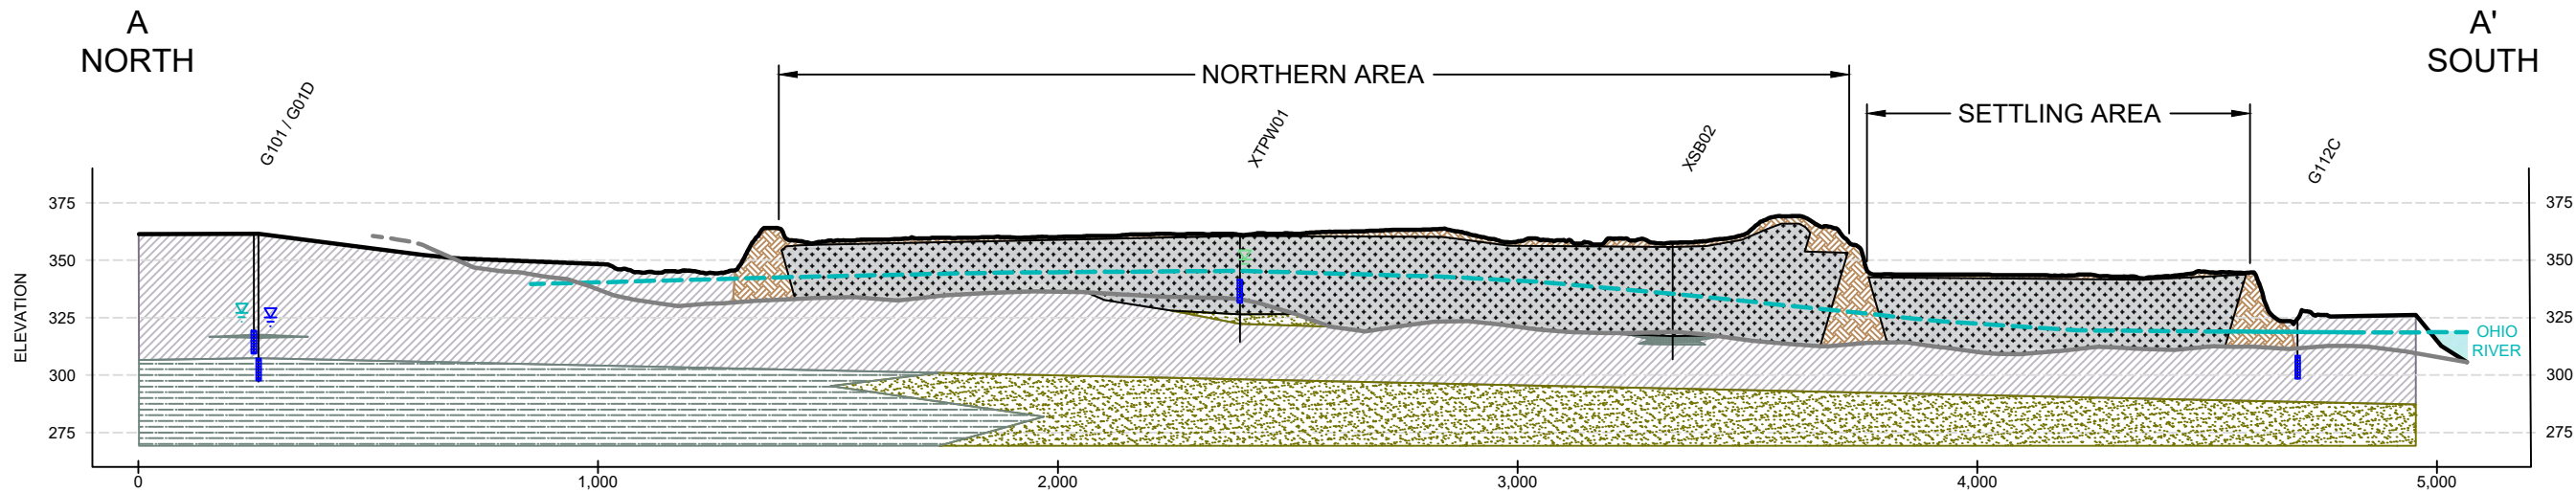 A
NORTH
A'
SOUTH
NORTHERN AREA
SETTLING AREA
G101 / G01D
XTPW01
XSB02
G112C
ELEVATION
375
350
325
300
275
375
350
325
300
275
OHIO
RIVER
0
1,000
2,000
3,000
4,000
5,000